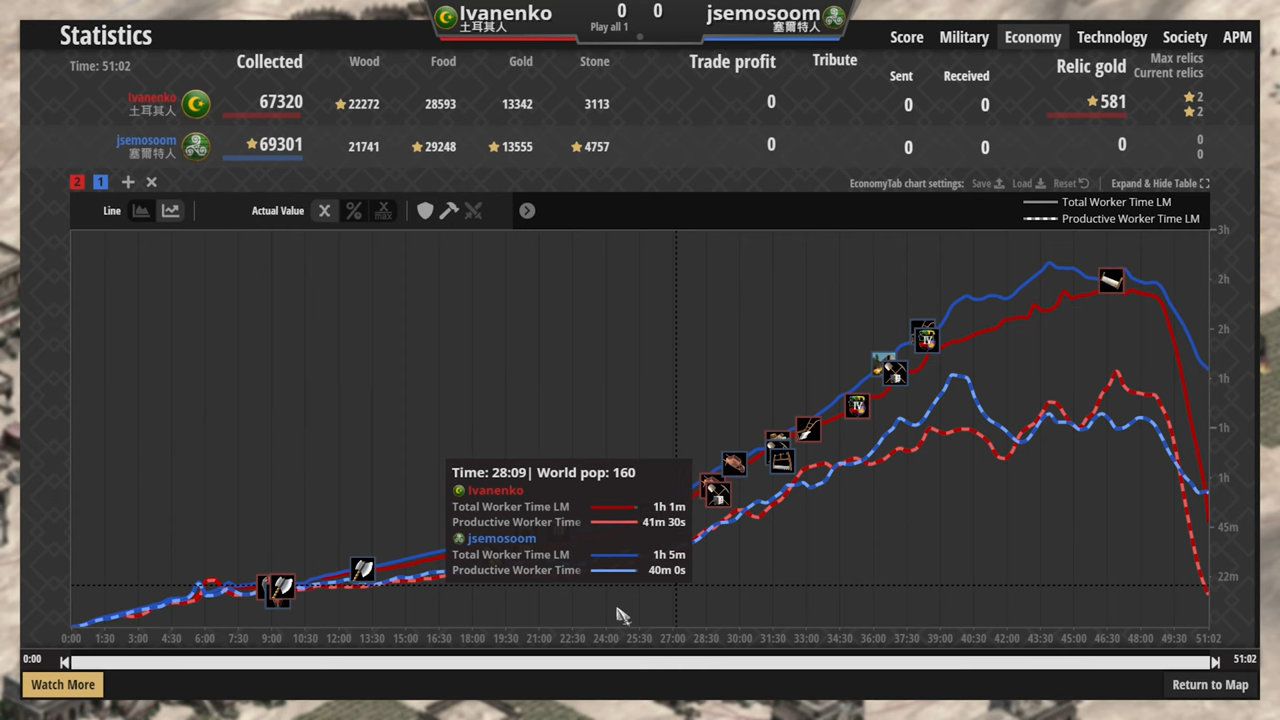 Ivanenko
土耳其人
0 0
Play all 1
jsemosoom
塞爾特人
Statistics
Score Military Economy Technology Society APM
Time: 51:02
Collected Wood Food Gold Stone Trade profit Tribute Sent Received Relic gold Max relics
Current relics
Ivanenko 67320 22272 28593 13342 3113 0 0 0 581 2
土耳其人 2
jsemosoom 69301 21741 29248 13555 4757 0 0 0 0 0
塞爾特人 0
2 1
EconomyTab chart settings: Save Load Reset Expand & Hide Table
Line Actual Value X % X max
Total Worker Time LM
Productive Worker Time LM
3h
2h
2h
1h
1h
1h
45m
22m
IV
IV
Time: 28:09| World pop: 160
Ivanenko
Total Worker Time LM 1h 1m
Productive Worker Time 41m 30s
jsemosoom
Total Worker Time LM 1h 5m
Productive Worker Time 40m 0s
0:00 1:30 3:00 4:30 6:00 7:30 9:00 10:30 12:00 13:30 15:00 16:30 18:00 19:30 21:00 22:30 24:00 25:30 27:00 28:30 30:00 31:30 33:00 34:30 36:00 37:30 39:00 40:30 42:00 43:30 45:00 46:30 48:00 49:30 51:02
0:00 51:02
Watch More
Return to Map